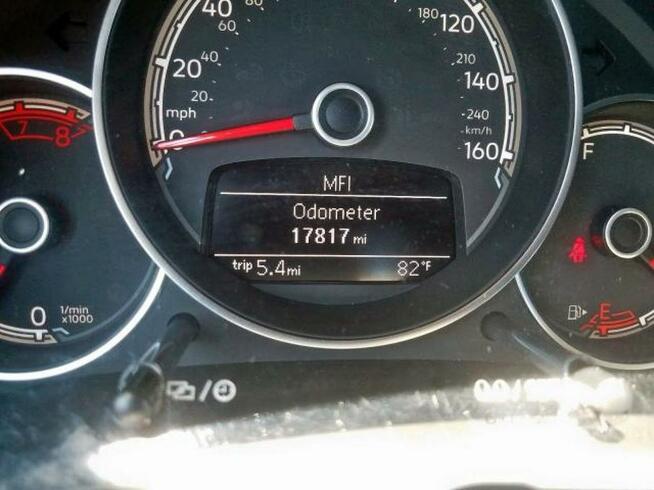 40 80
60
180 120
20 40
210 140
mph 20
240
km/h
0 160
7 8
MFI
Odometer
17817 mi
trip 5.4 mi 82°F
F
E
0 1/min
x1000